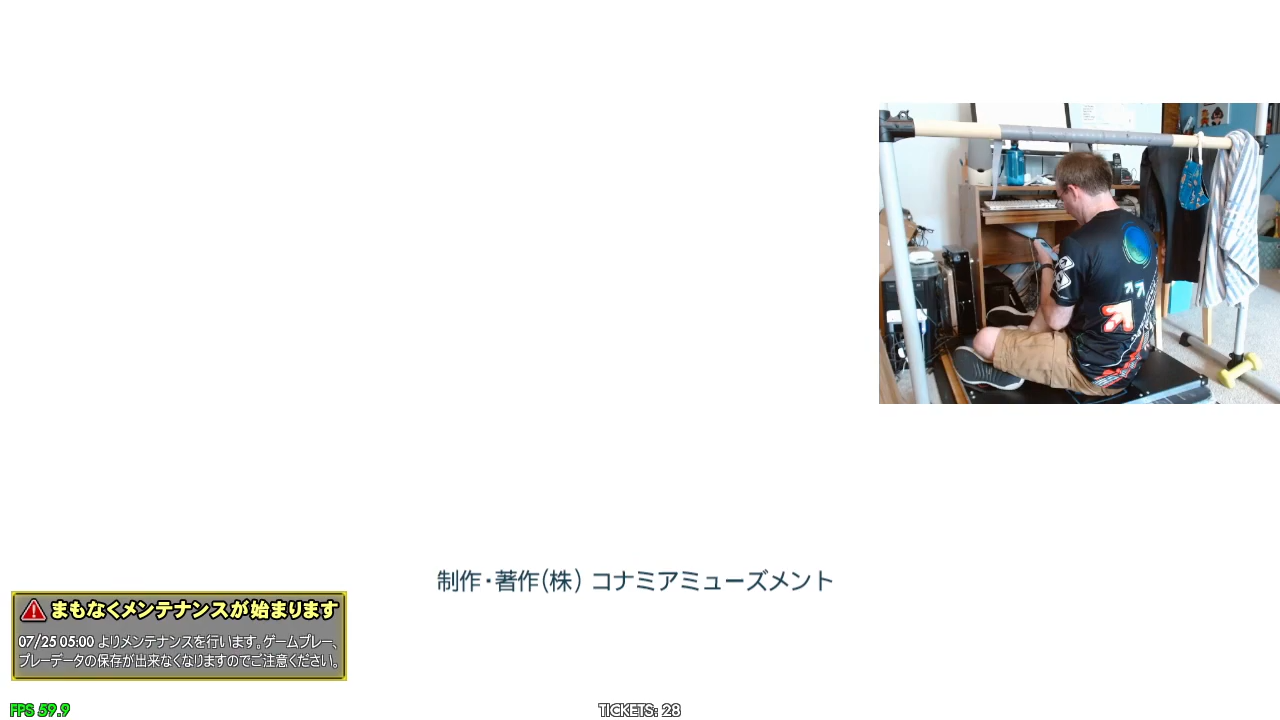 制作・著作(株) コナミアミューズメント
まもなくメンテナンスが始まります
07/25 05:00 よりメンテナンスを行います。ゲームプレー、
プレーデータの保存が出来なくなりますのでご注意ください。
FPS 59.9
TICKETS: 28